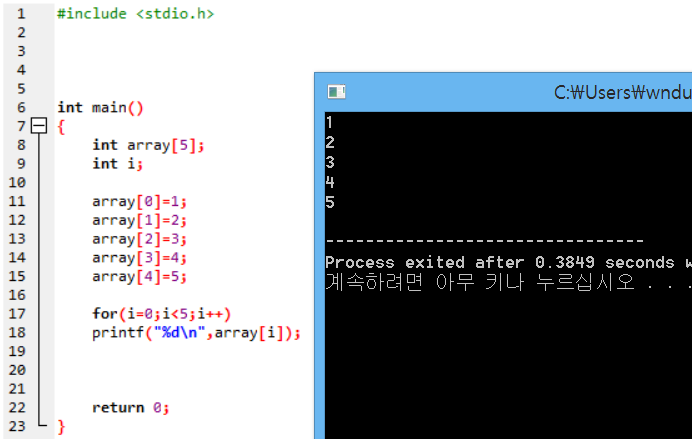 1 #include <stdio.h>
2
3
4
5
6 int main()
7 {
8 int array[5];
9 int i;
10
11 array[0]=1;
12 array[1]=2;
13 array[2]=3;
14 array[3]=4;
15 array[4]=5;
16
17 for(i=0;i<5;i++)
18 printf("%d\n",array[i]);
19
20
21
22 return 0;
23 }
C:₩Users₩wndu
1
2
3
4
5
--------------------------------
Process exited after 0.3849 seconds w
계속하려면 아무 키나 누르십시오 . . .